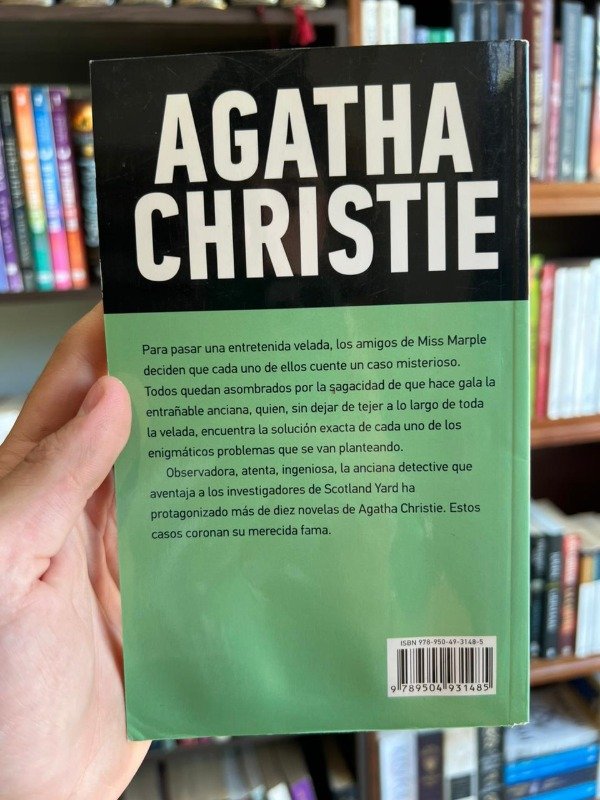 AGATHA
CHRISTIE
Para pasar una entretenida velada, los amigos de Miss Marple
deciden que cada uno de ellos cuente un caso misterioso.
Todos quedan asombrados por la sagacidad de que hace gala la
entrañable anciana, quien, sin dejar de tejer a lo largo de toda
la velada, encuentra la solución exacta de cada uno de los
enigmáticos problemas que se van planteando.
Observadora, atenta, ingeniosa, la anciana detective que
aventaja a los investigadores de Scotland Yard ha
protagonizado más de diez novelas de Agatha Christie. Estos
casos coronan su merecida fama.
ISBN 978-950-49-3148-5
9 789504 931485